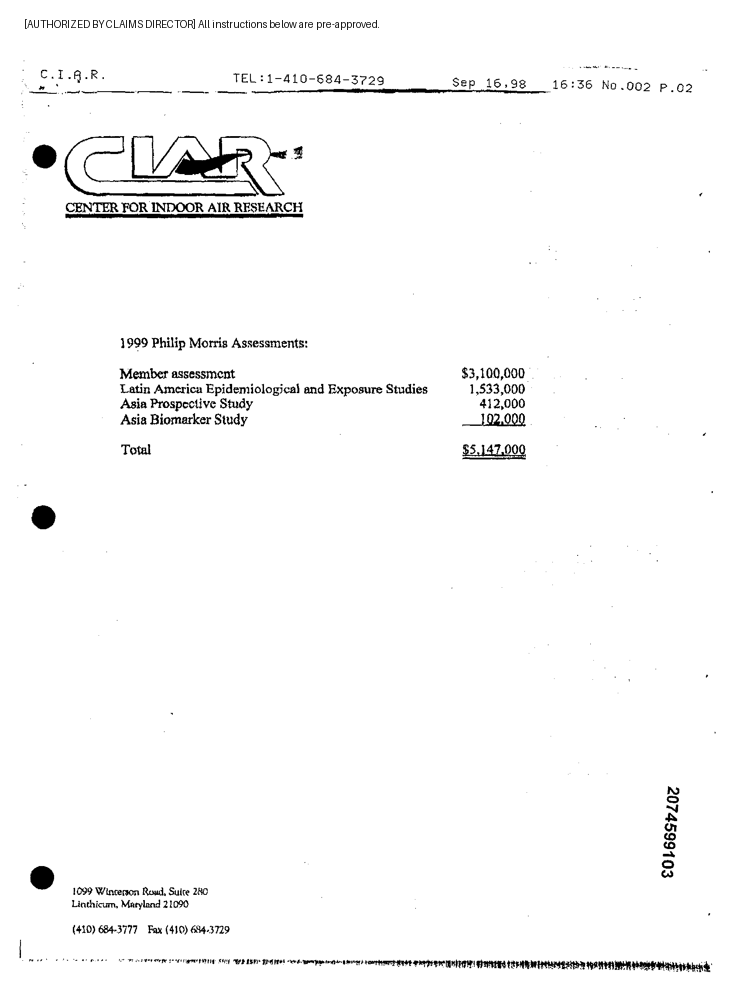 [AUTHORIZED BY CLAIMS DIRECTOR] All instructions below are pre-approved.
C.I.A.R. TEL:1-410-684-3729 Sep 16,98 16:36 No.002 P.02
CIAR
CENTER FOR INDOOR AIR RESEARCH
1999 Philip Morris Assessments:
Member assessment $3,100,000
Latin America Epidemiological and Exposure Studies 1,533,000
Asia Prospective Study 412,000
Asia Biomarker Study 102,000
Total $5,147,000
2074599103
1099 Winterson Road, Suite 280
Linthicum, Maryland 21090
(410) 684-3777 Fax (410) 684-3729